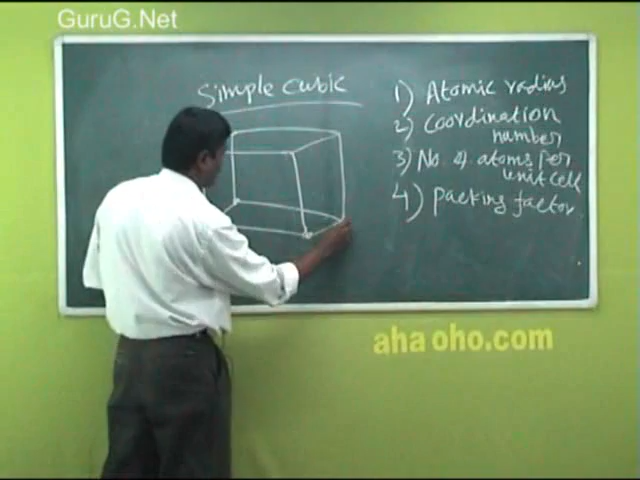 GuruG.Net
Simple Cubic
1) Atomic radius
2) Coordination
number
3) No. of atoms per
unit cell
4) Packing factor
aha oho.com